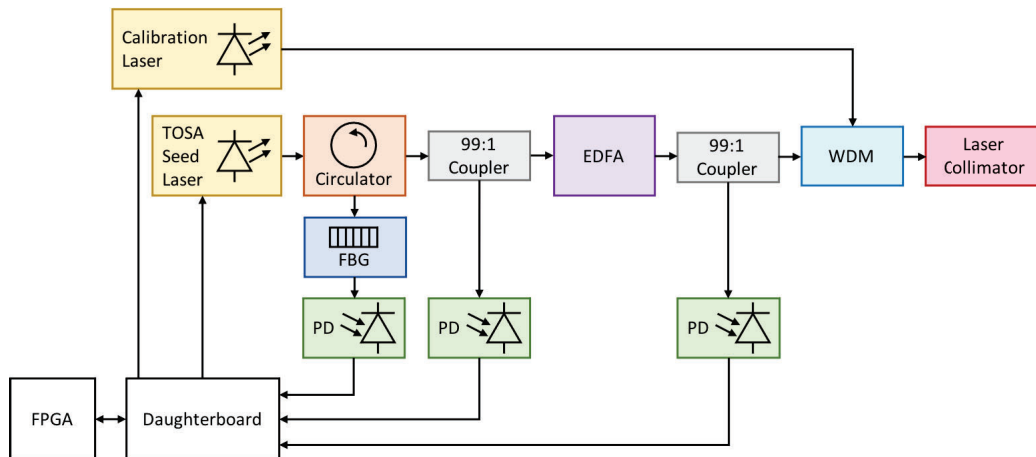 Calibration
Laser
TOSA
Seed
Laser
Circulator
99:1
Coupler
EDFA
99:1
Coupler
WDM
Laser
Collimator
FBG
PD
PD
PD
FPGA
Daughterboard